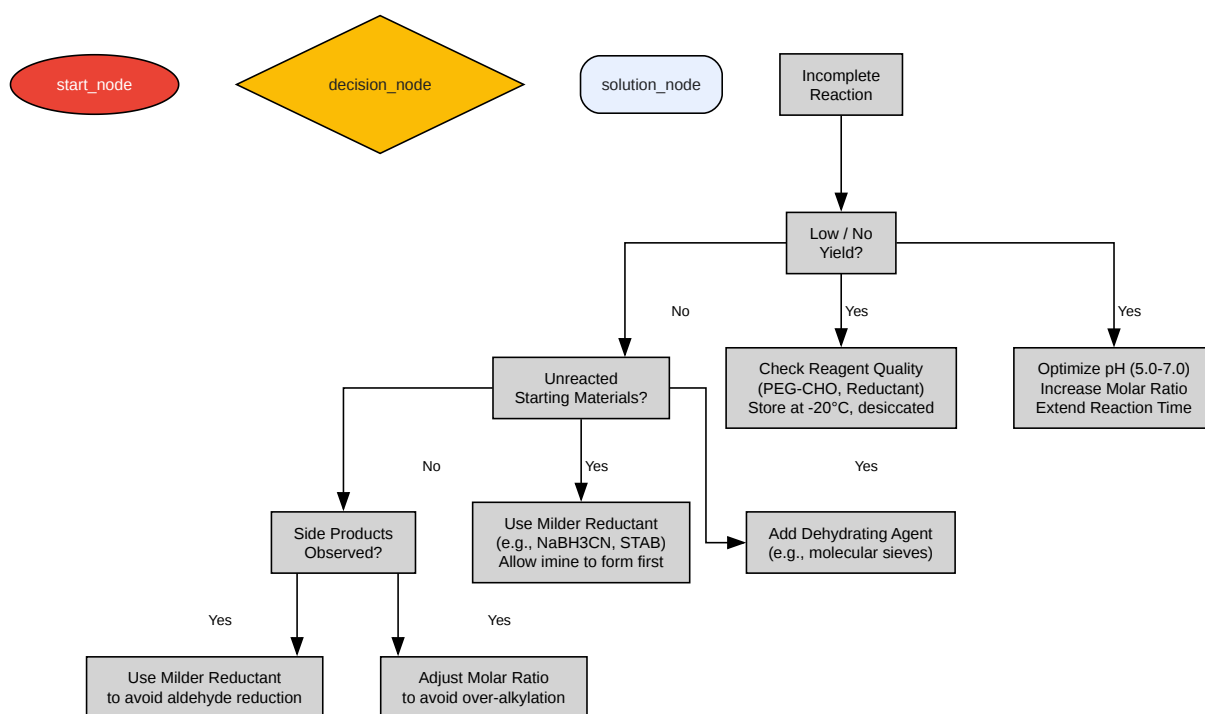 start_node
decision_node
solution_node
Incomplete
Reaction
Low / No
Yield?
No
Yes
Yes
Unreacted
Starting Materials?
Check Reagent Quality
(PEG-CHO, Reductant)
Store at -20°C, desiccated
Optimize pH (5.0-7.0)
Increase Molar Ratio
Extend Reaction Time
No
Yes
Yes
Side Products
Observed?
Use Milder Reductant
(e.g., NaBH3CN, STAB)
Allow imine to form first
Add Dehydrating Agent
(e.g., molecular sieves)
Yes
Yes
Use Milder Reductant
to avoid aldehyde reduction
Adjust Molar Ratio
to avoid over-alkylation